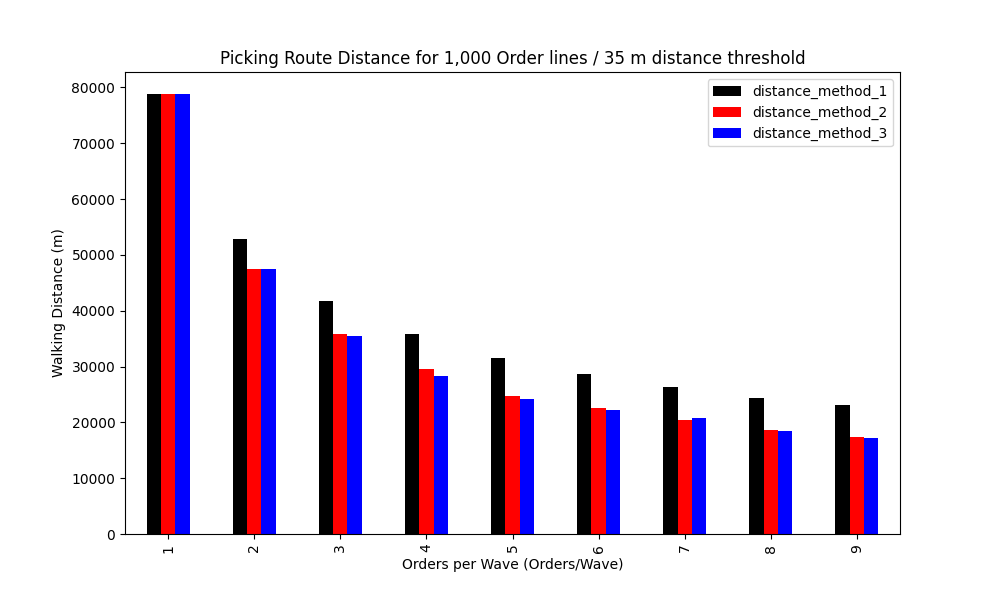 Picking Route Distance for 1,000 Order lines / 35 m distance threshold
distance_method_1
distance_method_2
distance_method_3
Walking Distance (m)
80000
70000
60000
50000
40000
30000
20000
10000
0
1 2 3 4 5 6 7 8 9
Orders per Wave (Orders/Wave)